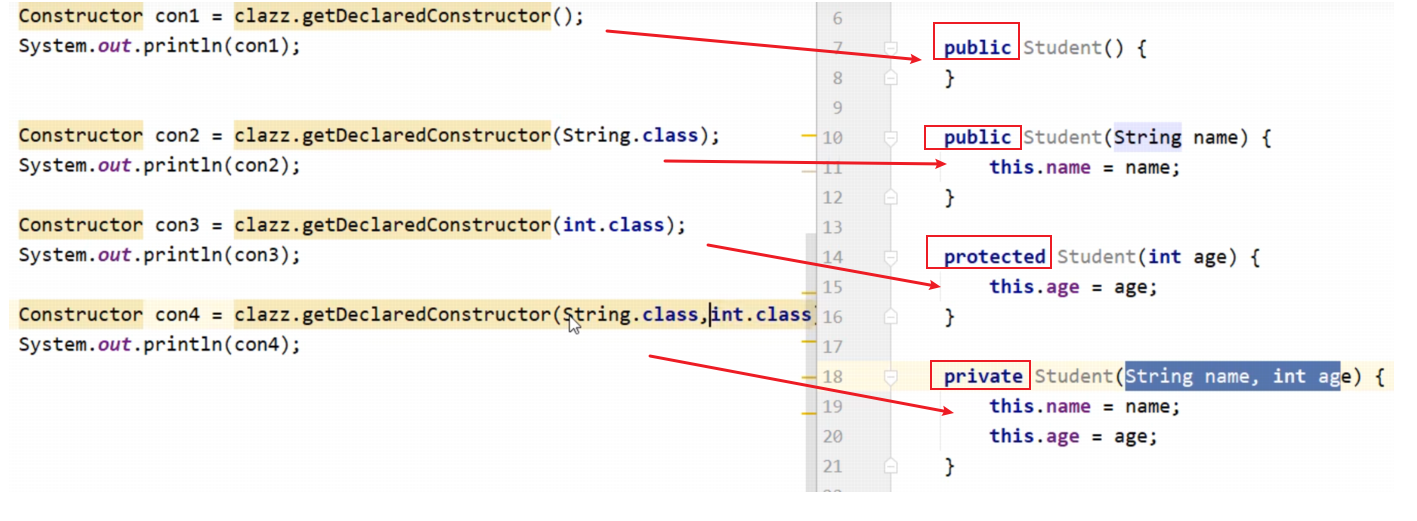 Constructor con1 = clazz.getDeclaredConstructor();
System.out.println(con1);
Constructor con2 = clazz.getDeclaredConstructor(String.class);
System.out.println(con2);
Constructor con3 = clazz.getDeclaredConstructor(int.class);
System.out.println(con3);
Constructor con4 = clazz.getDeclaredConstructor(String.class,int.class)
System.out.println(con4);
6
7 public Student() {
8 }
9
10 public Student(String name) {
11 this.name = name;
12 }
13
14 protected Student(int age) {
15 this.age = age;
16 }
17
18 private Student(String name, int age) {
19 this.name = name;
20 this.age = age;
21 }